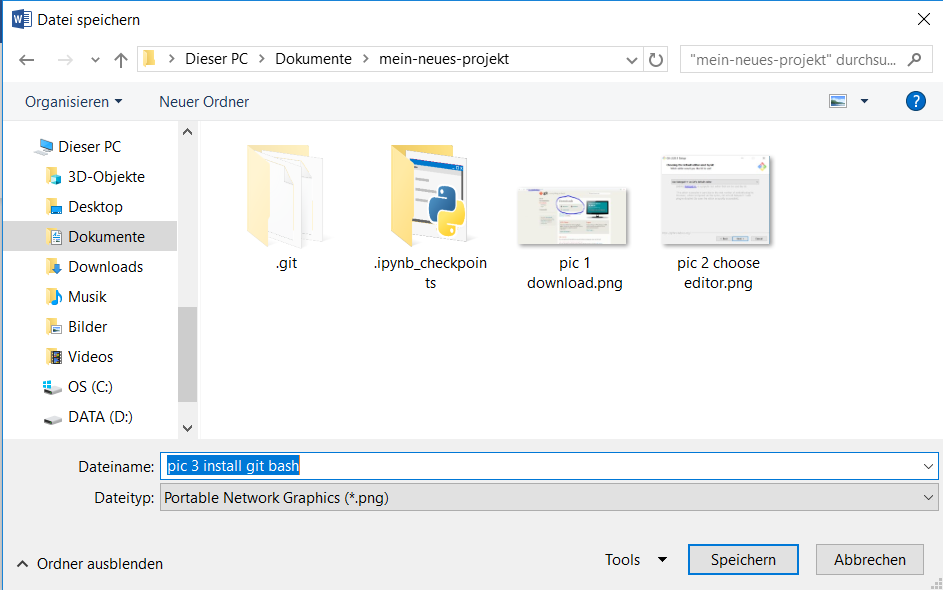 Datei speichern
Dieser PC
Dokumente
mein-neues-projekt
"mein-neues-projekt" durchsu...
Organisieren
Neuer Ordner
Dieser PC
3D-Objekte
Desktop
Dokumente
Downloads
Musik
Bilder
Videos
OS (C:)
DATA (D:)
.git
.ipynb_checkpoin
ts
pic 1
download.png
pic 2 choose
editor.png
Dateiname: pic 3 install git bash
Dateityp: Portable Network Graphics (*.png)
Ordner ausblenden
Tools
Speichern
Abbrechen